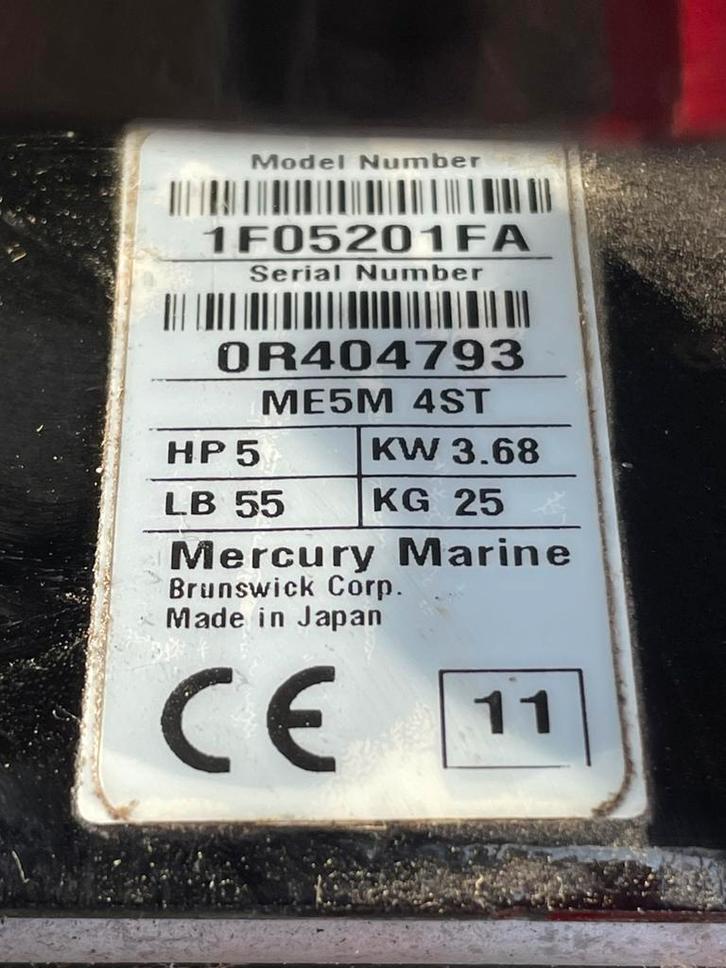 Model Number
1F05201FA
Serial Number
0R404793
ME5M 4ST
HP 5 KW 3.68
LB 55 KG 25
Mercury Marine
Brunswick Corp.
Made in Japan
CE 11